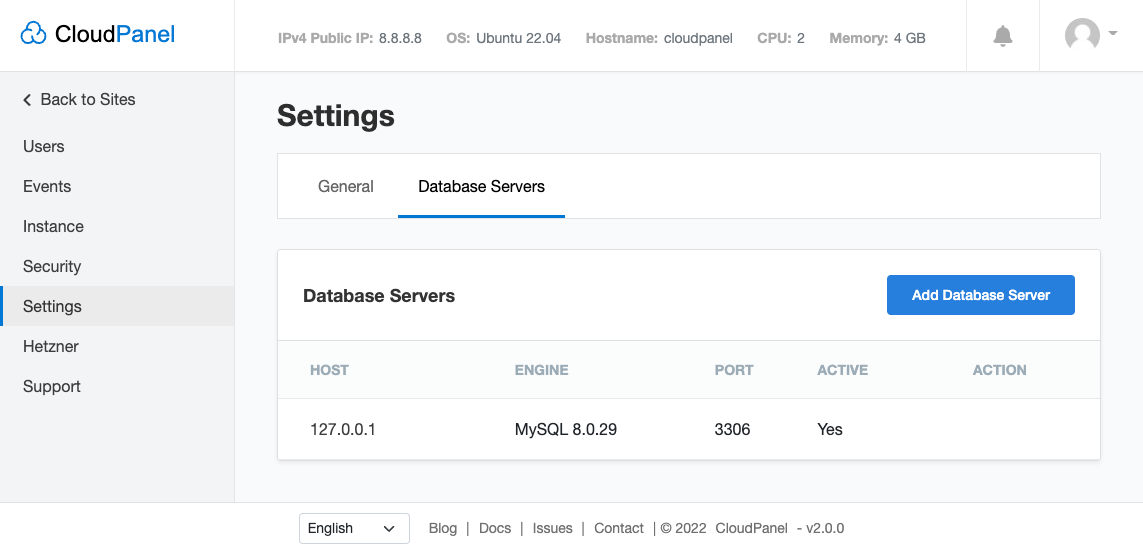 CloudPanel
IPv4 Public IP: 8.8.8.8 OS: Ubuntu 22.04 Hostname: cloudpanel CPU: 2 Memory: 4 GB
Back to Sites
Users
Events
Instance
Security
Settings
Hetzner
Support
Settings
General Database Servers
Database Servers Add Database Server
HOST ENGINE PORT ACTIVE ACTION
127.0.0.1 MySQL 8.0.29 3306 Yes
English Blog | Docs | Issues | Contact | © 2022 CloudPanel - v2.0.0